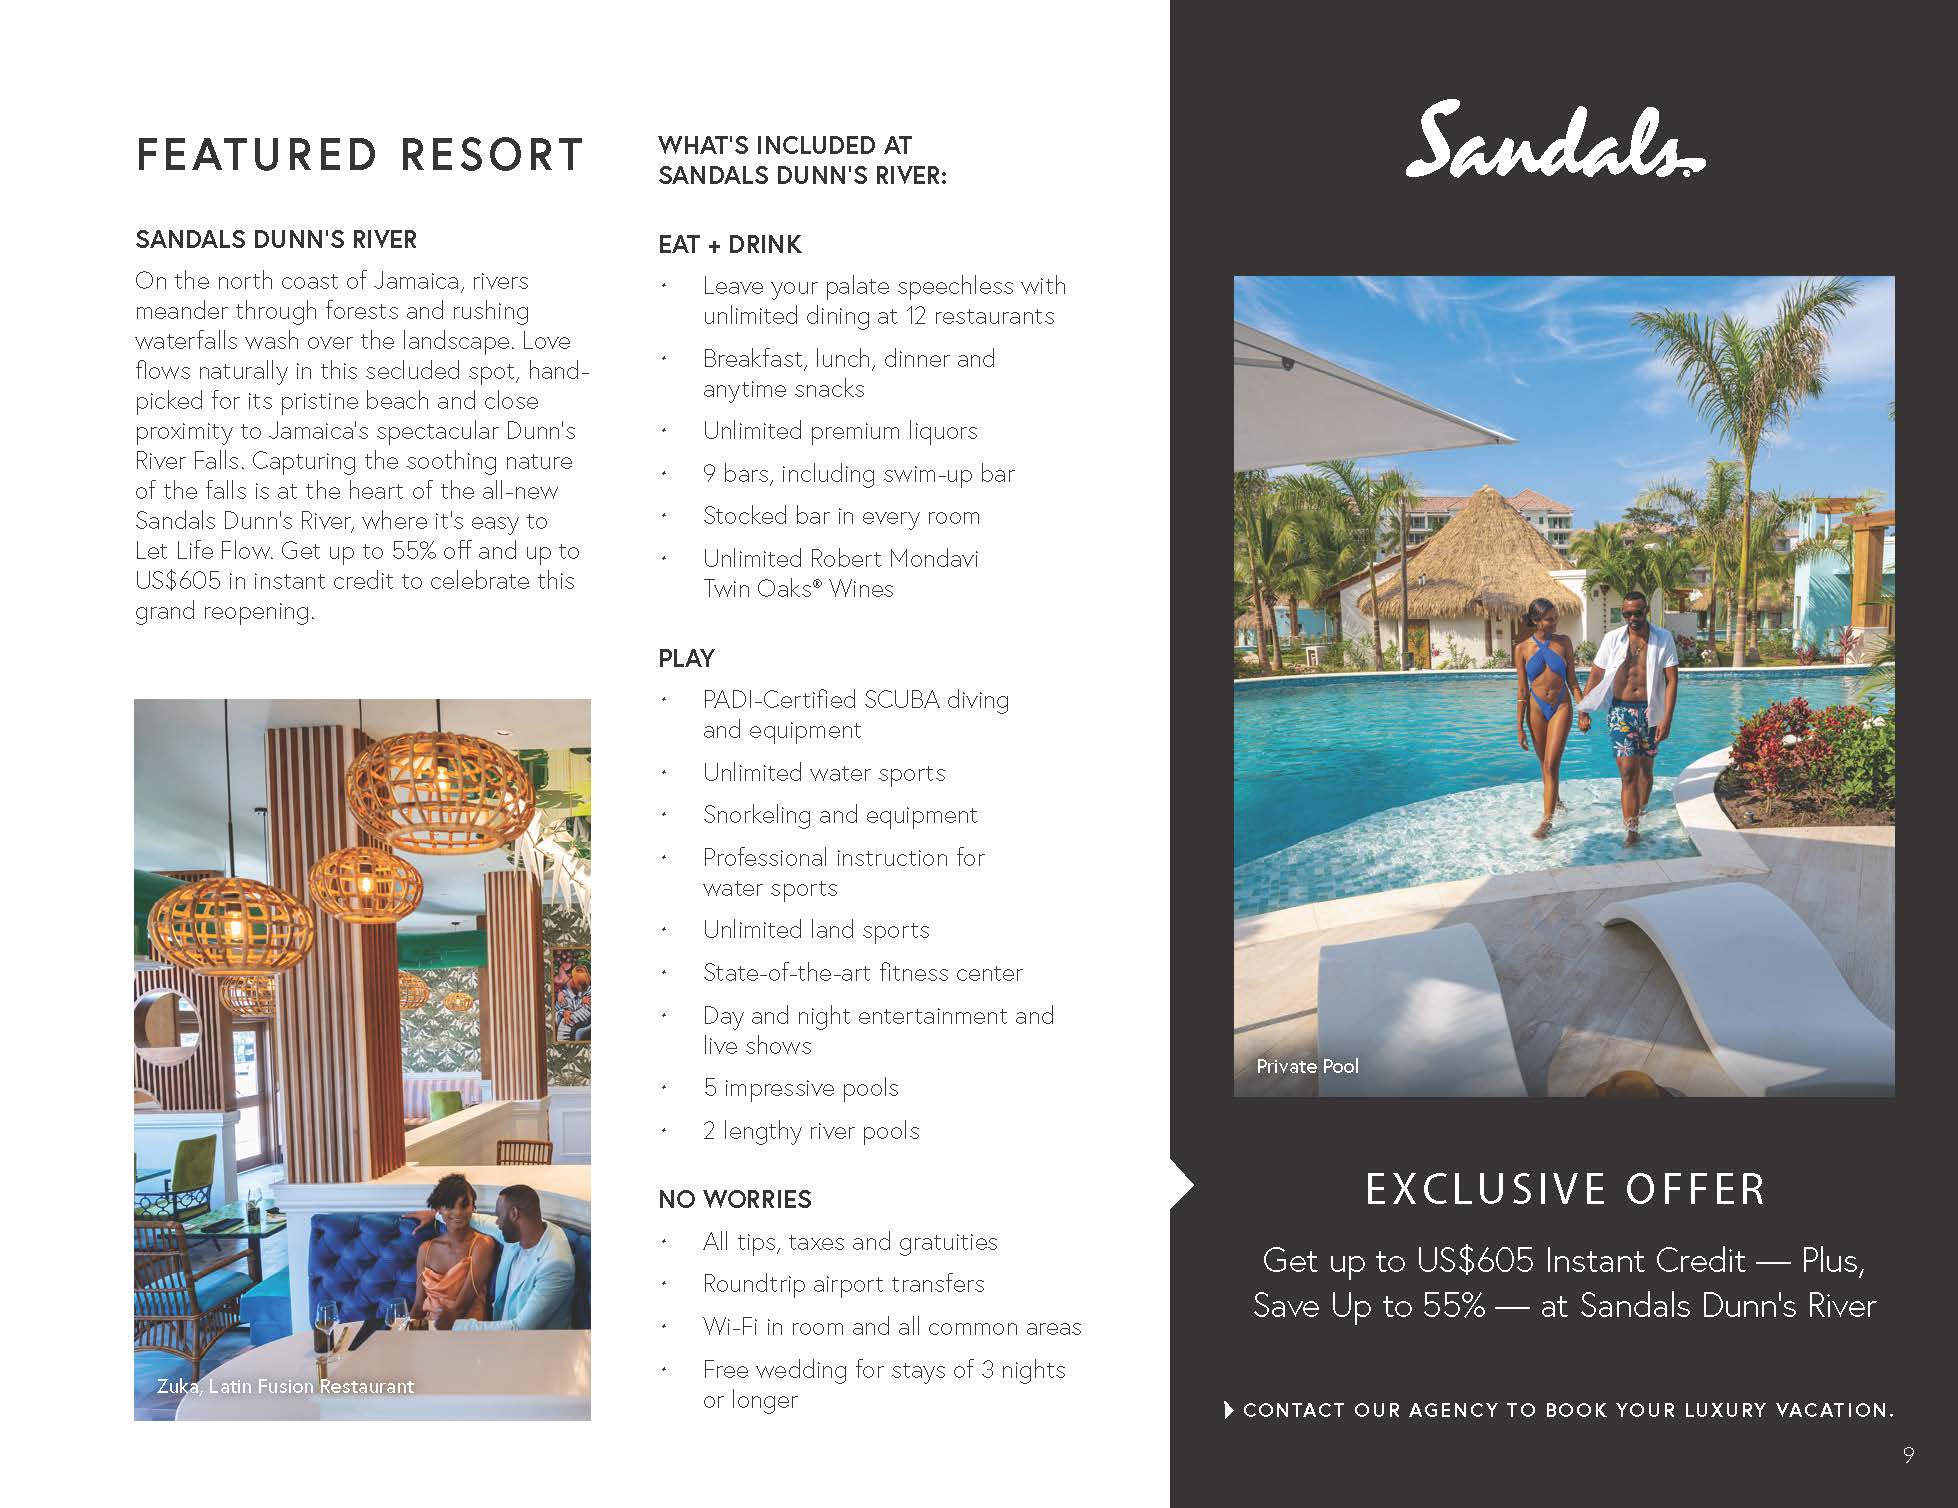 FEATURED RESORT
SANDALS DUNN'S RIVER
On the north coast of Jamaica, rivers
meander through forests and rushing
waterfalls wash over the landscape. Love
flows naturally in this secluded spot, hand-
picked for its pristine beach and close
proximity to Jamaica's spectacular Dunn's
River Falls. Capturing the soothing nature
of the falls is at the heart of the all-new
Sandals Dunn's River, where it's easy to
Let Life Flow. Get up to 55% off and up to
US$605 in instant credit to celebrate this
grand reopening.
Zuka, Latin Fusion Restaurant
WHAT'S INCLUDED AT
SANDALS DUNN'S RIVER:
EAT + DRINK
• Leave your palate speechless with
unlimited dining at 12 restaurants
• Breakfast, lunch, dinner and
anytime snacks
• Unlimited premium liquors
• 9 bars, including swim-up bar
• Stocked bar in every room
• Unlimited Robert Mondavi
Twin Oaks® Wines
PLAY
• PADI-Certified SCUBA diving
and equipment
• Unlimited water sports
• Snorkeling and equipment
• Professional instruction for
water sports
• Unlimited land sports
• State-of-the-art fitness center
• Day and night entertainment and
live shows
• 5 impressive pools
• 2 lengthy river pools
NO WORRIES
• All tips, taxes and gratuities
• Roundtrip airport transfers
• Wi-Fi in room and all common areas
• Free wedding for stays of 3 nights
or longer
Sandals®
Private Pool
EXCLUSIVE OFFER
Get up to US$605 Instant Credit — Plus,
Save Up to 55% — at Sandals Dunn's River
CONTACT OUR AGENCY TO BOOK YOUR LUXURY VACATION.
9